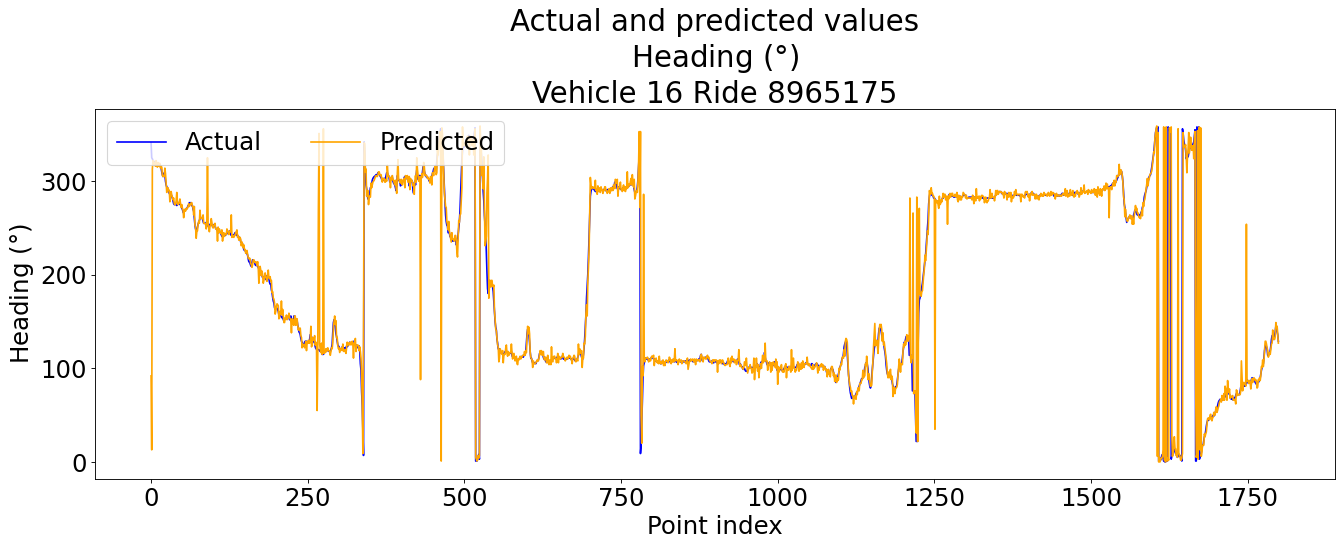 Actual and predicted values
Heading (°)
Vehicle 16 Ride 8965175
Actual Predicted
Heading (°)
300
200
100
0
0 250 500 750 1000 1250 1500 1750
Point index